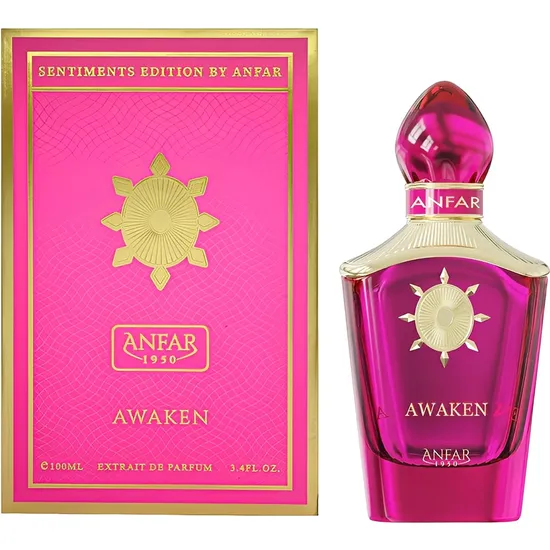 SENTIMENTS EDITION BY ANFAR
ANFAR
1950
AWAKEN
℮100ML EXTRAIT DE PARFUM 3.4FL.OZ.
ANFAR
AWAKEN
ANFAR
1950